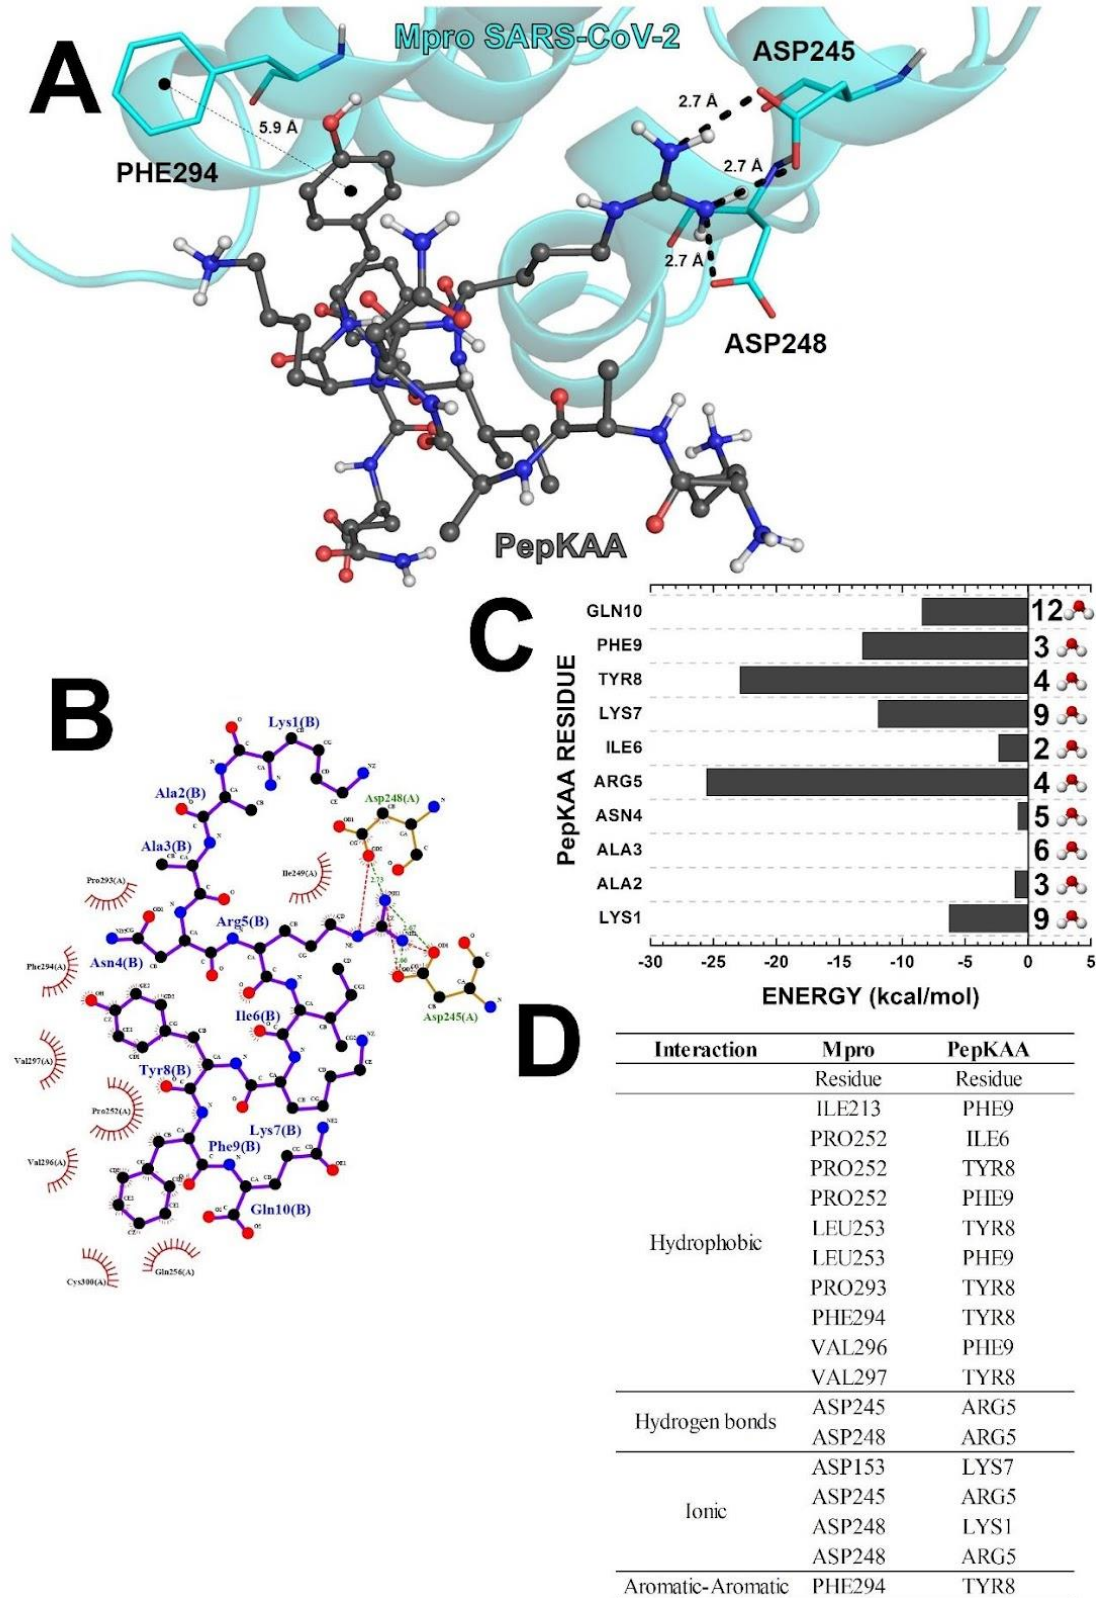 A
Mpro SARS-CoV-2
ASP245
2.7 Å
5.9 Å
PHE294
2.7 Å
2.7 Å
ASP248
PepKAA
C
PepKAA RESIDUE
GLN10 12
PHE9 3
TYR8 4
LYS7 9
ILE6 2
ARG5 4
ASN4 5
ALA3 6
ALA2 3
LYS1 9
-30 -25 -20 -15 -10 -5 0 5
ENERGY (kcal/mol)
B
Lys1(B)
Ala2(B)
Asp248(A)
Ala3(B)
Pro293(A)
Ile249(A)
2.73
Arg5(B)
2.67
Asn4(B)
Phe294(A)
Asp245(A)
Ile6(B)
Val297(A)
Tyr8(B)
Pro252(A)
Lys7(B)
Phe9(B)
Val296(A)
Gln10(B)
Gln256(A)
Cys300(A)
D
Interaction Mpro PepKAA
Residue Residue
Hydrophobic
ILE213 PHE9
PRO252 ILE6
PRO252 TYR8
PRO252 PHE9
LEU253 TYR8
LEU253 PHE9
PRO293 TYR8
PHE294 TYR8
VAL296 PHE9
VAL297 TYR8
Hydrogen bonds
ASP245 ARG5
ASP248 ARG5
Ionic
ASP153 LYS7
ASP245 ARG5
ASP248 LYS1
ASP248 ARG5
Aromatic-Aromatic PHE294 TYR8